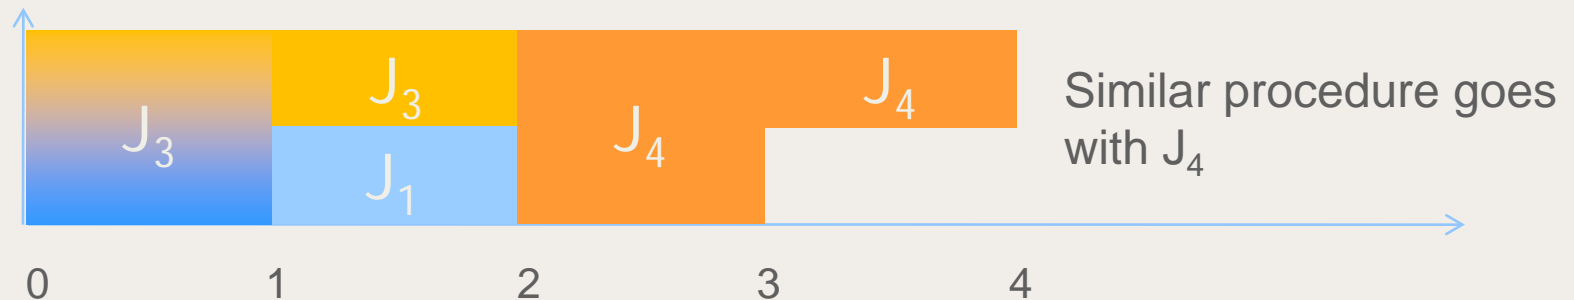 J₃
J₃
J₁
J₄
J₄
Similar procedure goes
with J₄
0 1 2 3 4